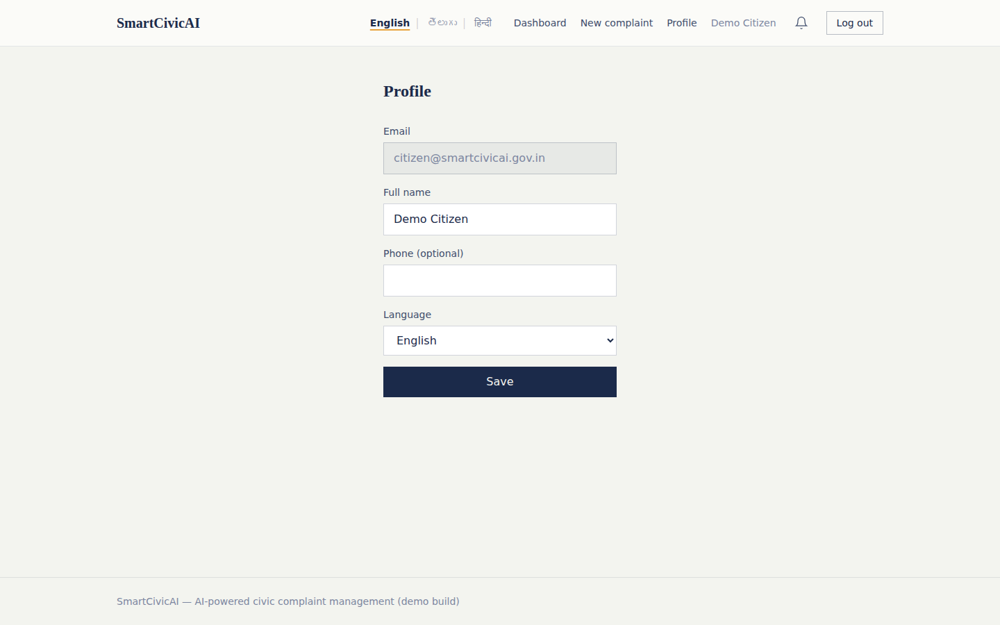 SmartCivicAI
English | తెలుగు | हिन्दी Dashboard New complaint Profile Demo Citizen Log out
Profile
Email
citizen@smartcivicai.gov.in
Full name
Demo Citizen
Phone (optional)
Language
English
Save
SmartCivicAI — AI-powered civic complaint management (demo build)